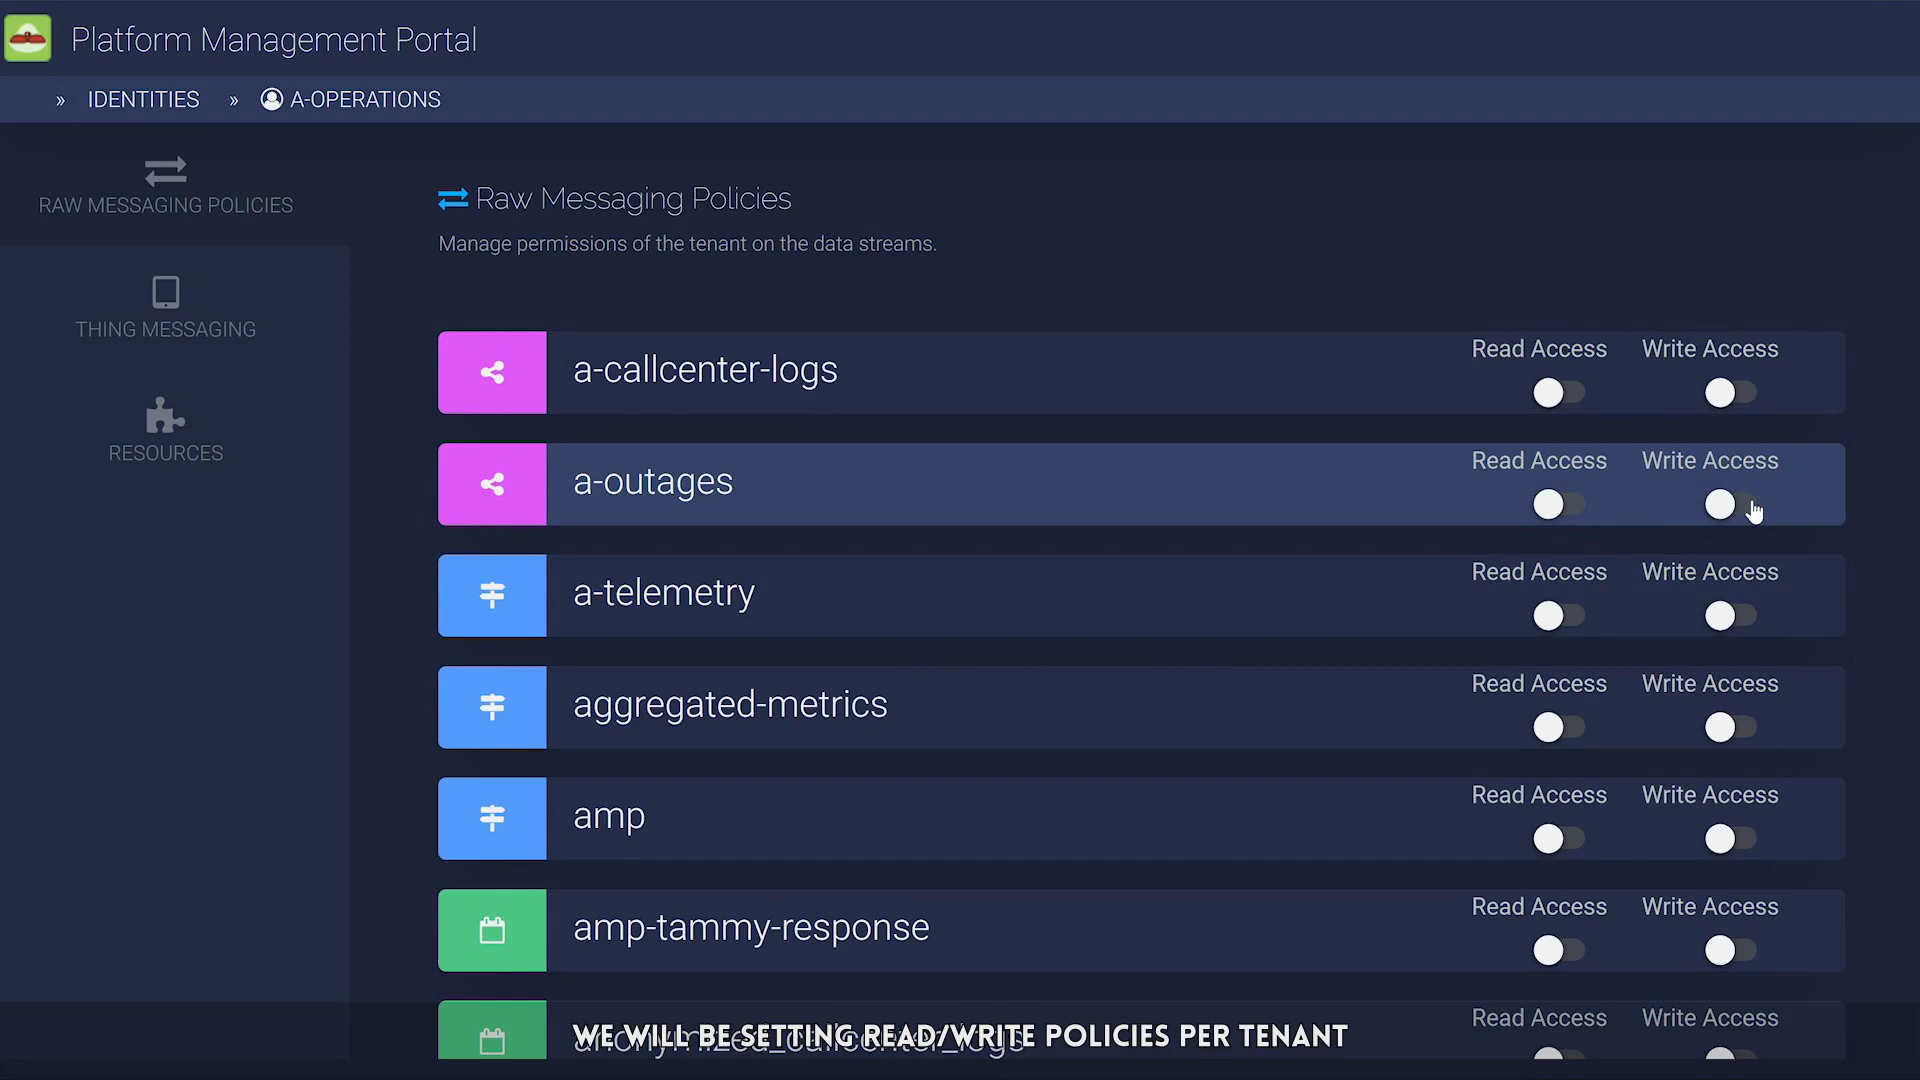 Platform Management Portal
» IDENTITIES » A-OPERATIONS
RAW MESSAGING POLICIES
THING MESSAGING
RESOURCES
Raw Messaging Policies
Manage permissions of the tenant on the data streams.
a-callcenter-logs Read Access Write Access
a-outages Read Access Write Access
a-telemetry Read Access Write Access
aggregated-metrics Read Access Write Access
amp Read Access Write Access
amp-tammy-response Read Access Write Access
anonymized_callcenter_logs Read Access Write Access
WE WILL BE SETTING READ/WRITE POLICIES PER TENANT